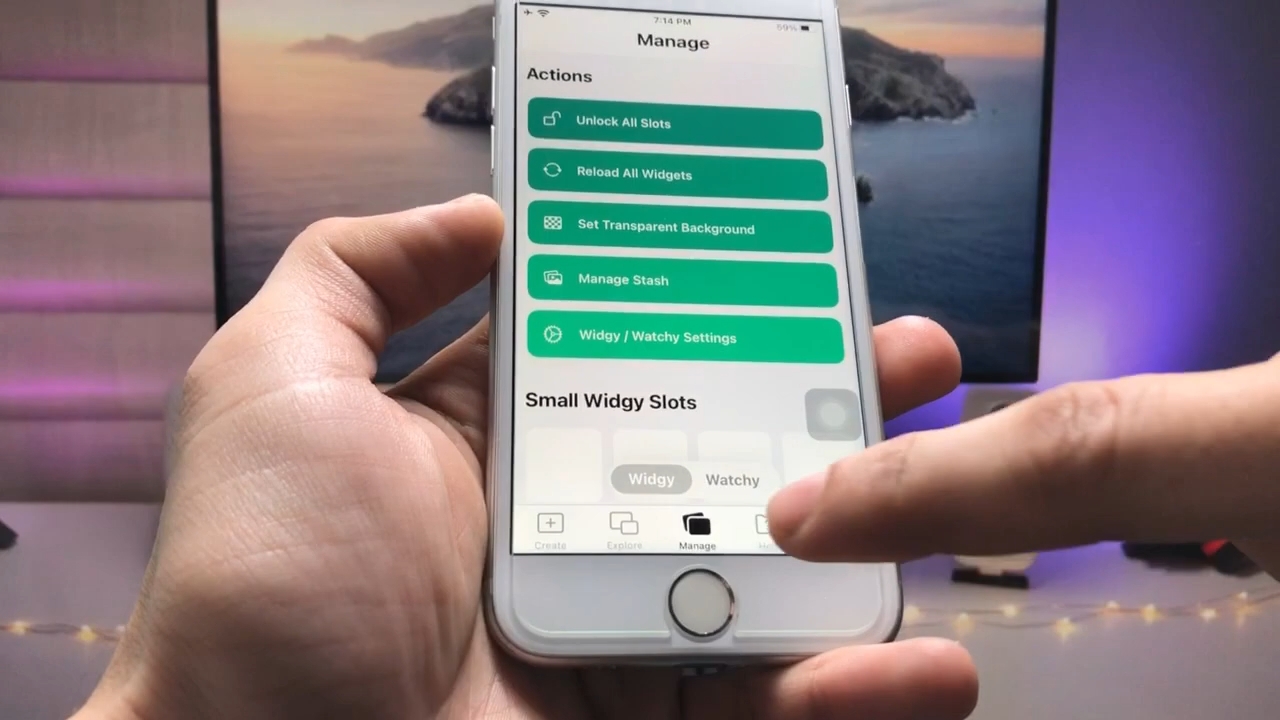 7:14 PM
59%
Manage
Actions
Unlock All Slots
Reload All Widgets
Set Transparent Background
Manage Stash
Widgy / Watchy Settings
Small Widgy Slots
Widgy Watchy
Create Explore Manage